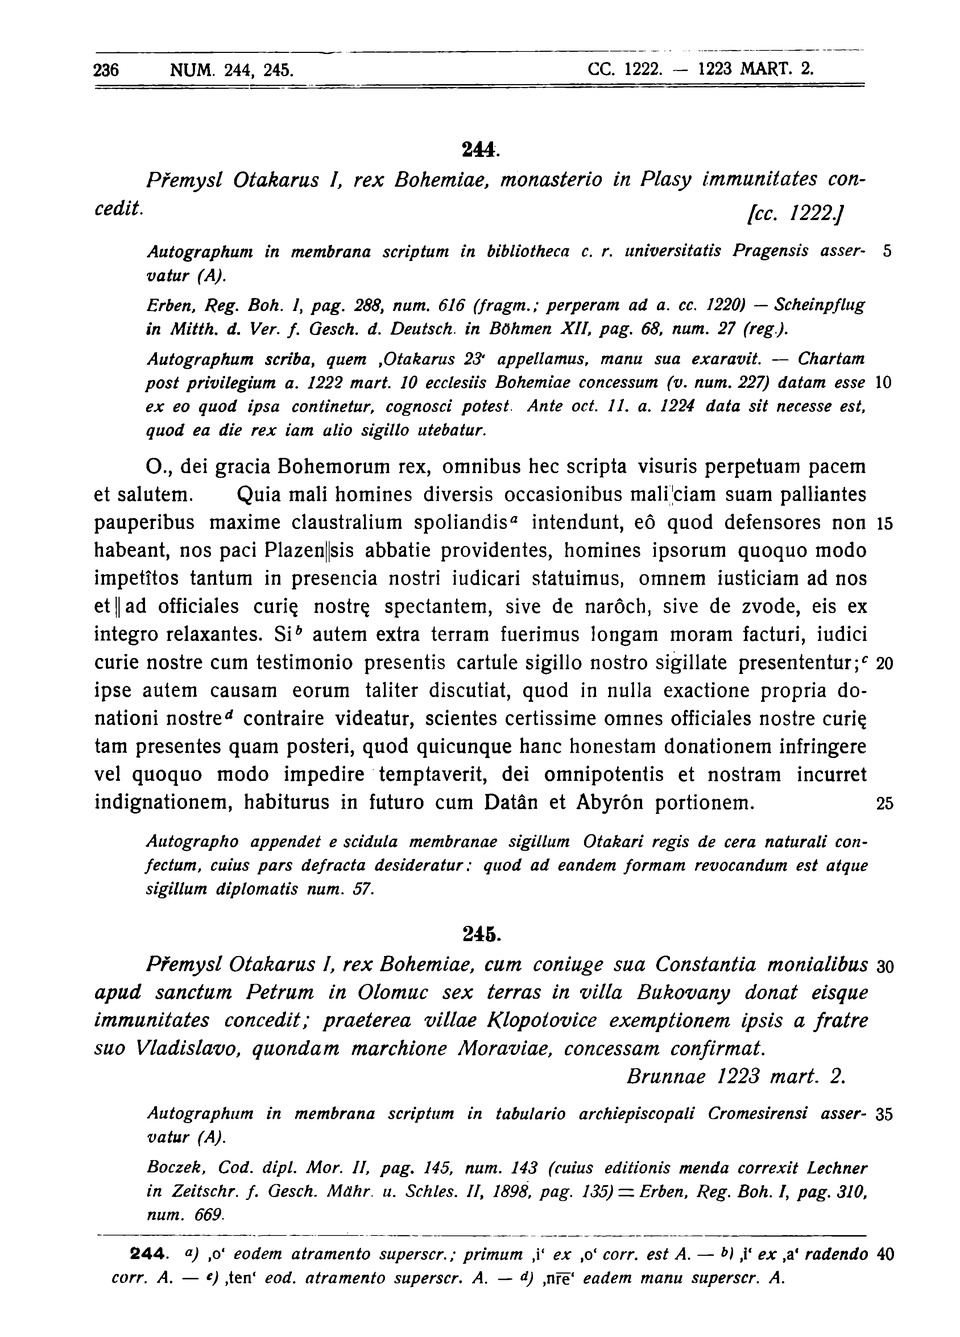 236 NUM. 244, 245. CC. 1222. — 1223 MART. 2.
244.
Přemysl Otakarus I, rex Bohemiae, monasterio in Plasy immunitates con-
cedit. [cc. 1222.]
Autographum in membrana scriptum in bibliotheca c. r. universitatis Pragensis asser- 5
vatur (A).
Erben, Reg. Boh. I, pag. 288, num. 616 (fragm.; perperam ad a. cc. 1220) — Scheinpflug
in Mitth. d. Ver. f. Gesch. d. Deutsch. in Böhmen XII, pag. 68, num. 27 (reg.).
Autographum scriba, quem ‚Otakarus 23‘ appellamus, manu sua exaravit. — Chartam
post privilegium a. 1222 mart. 10 ecclesiis Bohemiae concessum (v. num. 227) datam esse 10
ex eo quod ipsa continetur, cognosci potest. Ante oct. 11. a. 1224 data sit necesse est,
quod ea die rex iam alio sigillo utebatur.
O., dei gracia Bohemorum rex, omnibus hec scripta visuris perpetuam pacem
et salutem. Quia mali homines diversis occasionibus mali||ciam suam palliantes
pauperibus maxime claustralium spoliandisᵃ intendunt, eô quod defensores non 15
habeant, nos paci Plazen||sis abbatie providentes, homines ipsorum quoquo modo
impetîtos tantum in presencia nostri iudicari statuimus, omnem iusticiam ad nos
et || ad officiales curię nostrę spectantem, sive de narôch, sive de zvode, eis ex
integro relaxantes. Siᵇ autem extra terram fuerimus longam moram facturi, iudici
curie nostre cum testimonio presentis cartule sigillo nostro sigillate presententur;ᶜ 20
ipse autem causam eorum taliter discutiat, quod in nulla exactione propria do-
nationi nostreᵈ contraire videatur, scientes certissime omnes officiales nostre curię
tam presentes quam posteri, quod quicunque hanc honestam donationem infringere
vel quoquo modo impedire temptaverit, dei omnipotentis et nostram incurret
indignationem, habiturus in futuro cum Datân et Abyrón portionem. 25
Autographo appendet e scidula membranae sigillum Otakari regis de cera naturali con-
fectum, cuius pars defracta desideratur: quod ad eandem formam revocandum est atque
sigillum diplomatis num. 57.
245.
Přemysl Otakarus I, rex Bohemiae, cum coniuge sua Constantia monialibus 30
apud sanctum Petrum in Olomuc sex terras in villa Bukovany donat eisque
immunitates concedit; praeterea villae Klopotovice exemptionem ipsis a fratre
suo Vladislavo, quondam marchione Moraviae, concessam confirmat.
Brunnae 1223 mart. 2.
Autographum in membrana scriptum in tabulario archiepiscopali Cromesirensi asser- 35
vatur (A).
Boczek, Cod. dipl. Mor. II, pag. 145, num. 143 (cuius editionis menda correxit Lechner
in Zeitschr. f. Gesch. Mähr. u. Schles. II, 1898, pag. 135) = Erben, Reg. Boh. I, pag. 310,
num. 669.
244. a) ‚o‘ eodem atramento superscr.; primum ‚i‘ ex ‚o‘ corr. est A. — b) ‚i‘ ex ‚a‘ radendo 40
corr. A. — c) ‚ten‘ eod. atramento superscr. A. — d) ‚nr̅e̅‘ eadem manu superscr. A.